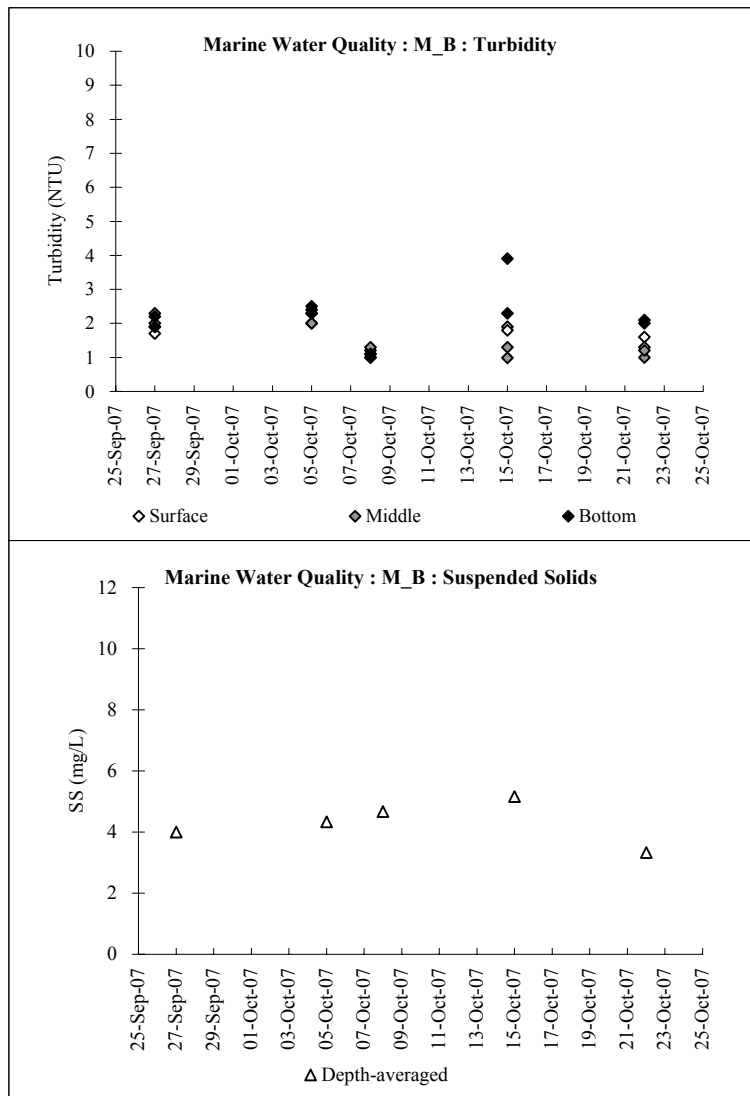 Marine Water Quality : M_B : Turbidity
10
9
8
7
6
5
4
3
2
1
0
Turbidity (NTU)
25-Sep-07
27-Sep-07
29-Sep-07
01-Oct-07
03-Oct-07
05-Oct-07
07-Oct-07
09-Oct-07
11-Oct-07
13-Oct-07
15-Oct-07
17-Oct-07
19-Oct-07
21-Oct-07
23-Oct-07
25-Oct-07
Surface Middle Bottom
Marine Water Quality : M_B : Suspended Solids
12
10
8
6
4
2
0
SS (mg/L)
25-Sep-07
27-Sep-07
29-Sep-07
01-Oct-07
03-Oct-07
05-Oct-07
07-Oct-07
09-Oct-07
11-Oct-07
13-Oct-07
15-Oct-07
17-Oct-07
19-Oct-07
21-Oct-07
23-Oct-07
25-Oct-07
Depth-averaged